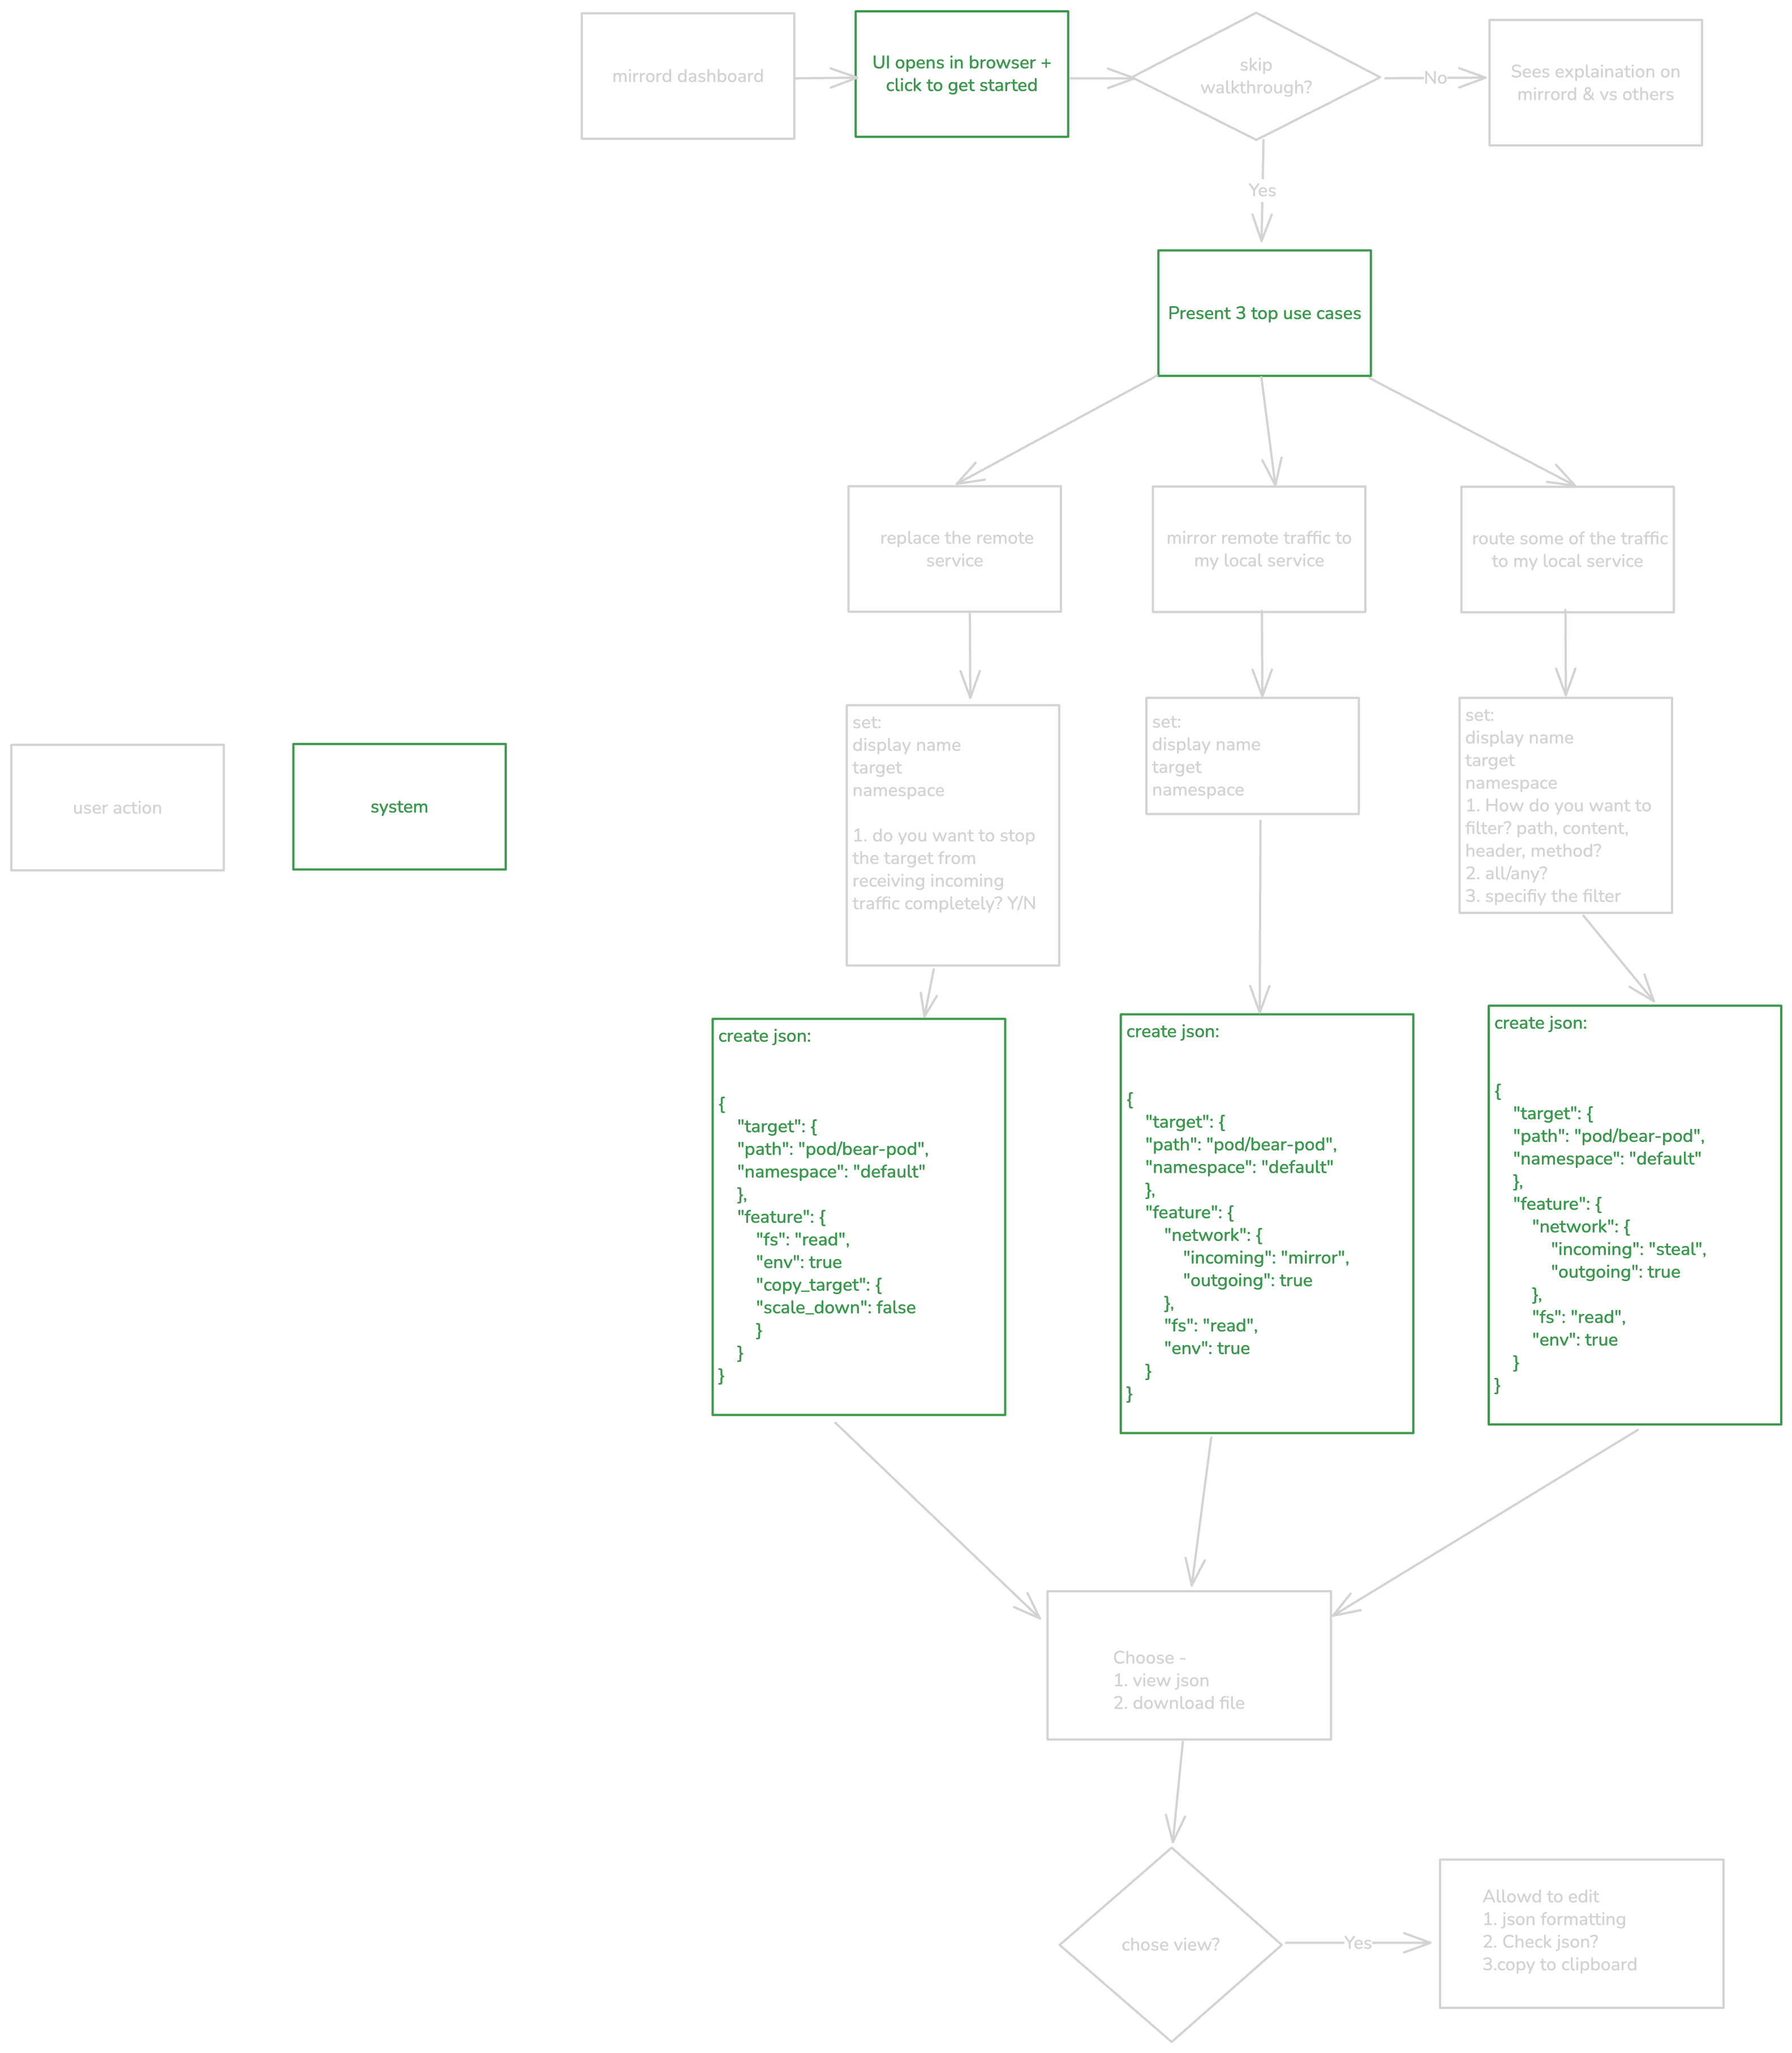 mirrord dashboard
UI opens in browser +
click to get started
skip
walkthrough?
No
Sees explaination on
mirrord & vs others
Yes
Present 3 top use cases
replace the remote
service
mirror remote traffic to
my local service
route some of the traffic
to my local service
user action
system
set:
display name
target
namespace
1. do you want to stop
the target from
receiving incoming
traffic completely? Y/N
set:
display name
target
namespace
set:
display name
target
namespace
1. How do you want to
filter? path, content,
header, method?
2. all/any?
3. specifiy the filter
create json:
{
"target": {
"path": "pod/bear-pod",
"namespace": "default"
},
"feature": {
"fs": "read",
"env": true
"copy_target": {
"scale_down": false
}
}
}
create json:
{
"target": {
"path": "pod/bear-pod",
"namespace": "default"
},
"feature": {
"network": {
"incoming": "mirror",
"outgoing": true
},
"fs": "read",
"env": true
}
}
create json:
{
"target": {
"path": "pod/bear-pod",
"namespace": "default"
},
"feature": {
"network": {
"incoming": "steal",
"outgoing": true
},
"fs": "read",
"env": true
}
}
Choose -
1. view json
2. download file
chose view?
Yes
Allowd to edit
1. json formatting
2. Check json?
3.copy to clipboard